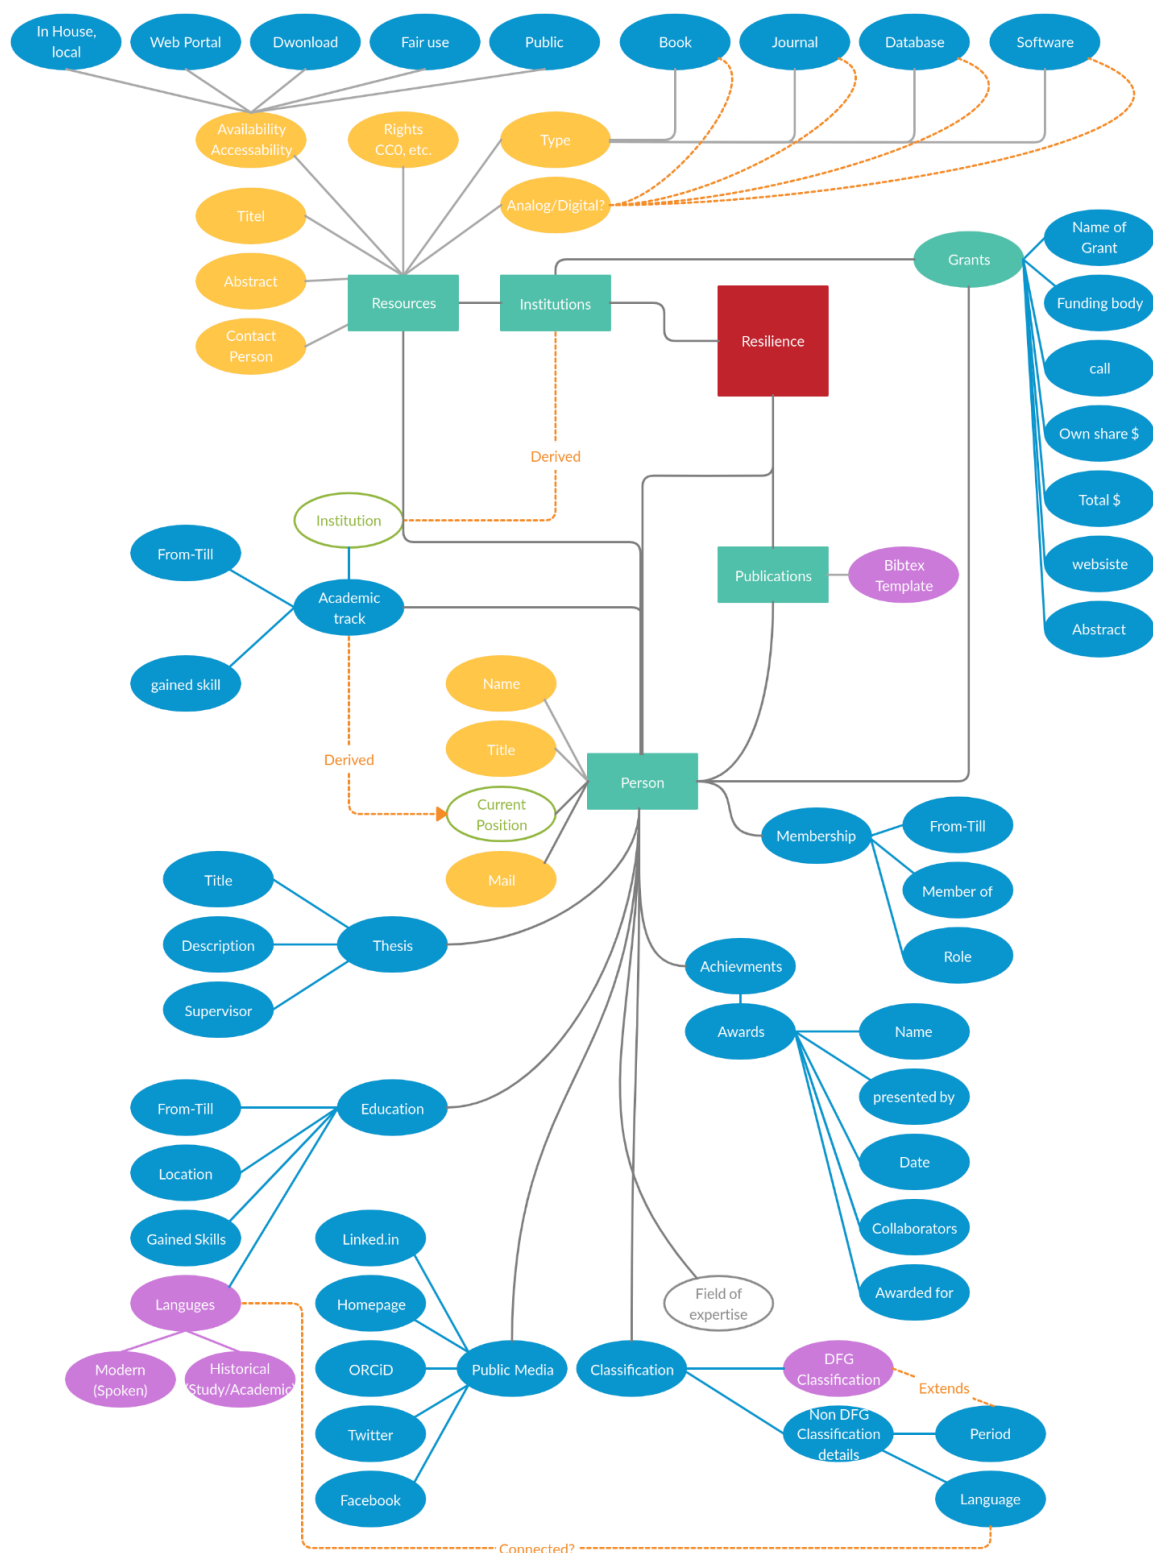 In House,
local
Web Portal
Dwonload
Fair use
Public
Book
Journal
Database
Software
Availability
Accessability
Rights
CC0, etc.
Type
Titel
Analog/Digital?
Abstract
Contact
Person
Resources
Institutions
Resilience
Grants
Name of
Grant
Funding body
call
Own share $
Total $
websiste
Abstract
Derived
Institution
From-Till
Academic
track
gained skill
Publications
Bibtex
Template
Name
Title
Derived
Current
Position
Mail
Person
Membership
From-Till
Member of
Role
Title
Description
Supervisor
Thesis
Achievments
Awards
Name
presented by
Date
Collaborators
Awarded for
From-Till
Location
Gained Skills
Education
Languges
Modern
(Spoken)
Historical
(Study/Academic)
Linked.in
Homepage
ORCiD
Twitter
Facebook
Public Media
Field of
expertise
Classification
DFG
Classification
Extends
Non DFG
Classification
details
Period
Language
Connected?